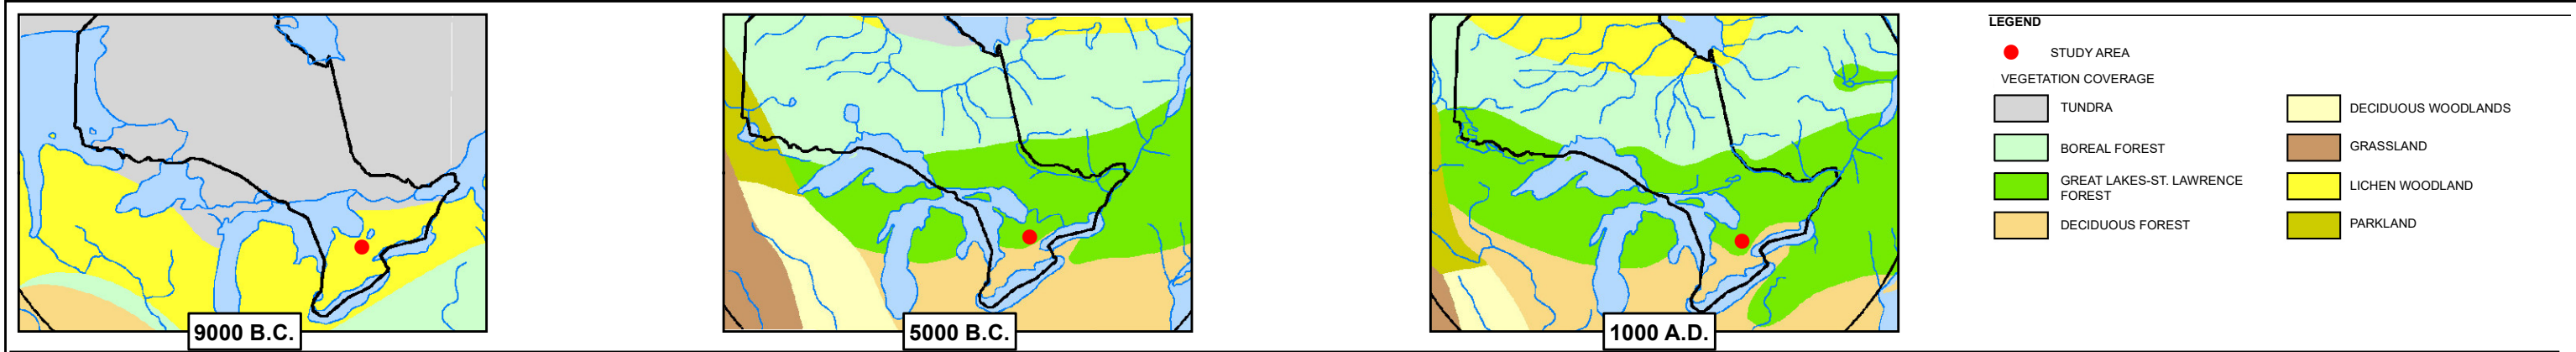 9000 B.C.
5000 B.C.
1000 A.D.
LEGEND
STUDY AREA
VEGETATION COVERAGE
TUNDRA
BOREAL FOREST
GREAT LAKES-ST. LAWRENCE
FOREST
DECIDUOUS FOREST
DECIDUOUS WOODLANDS
GRASSLAND
LICHEN WOODLAND
PARKLAND